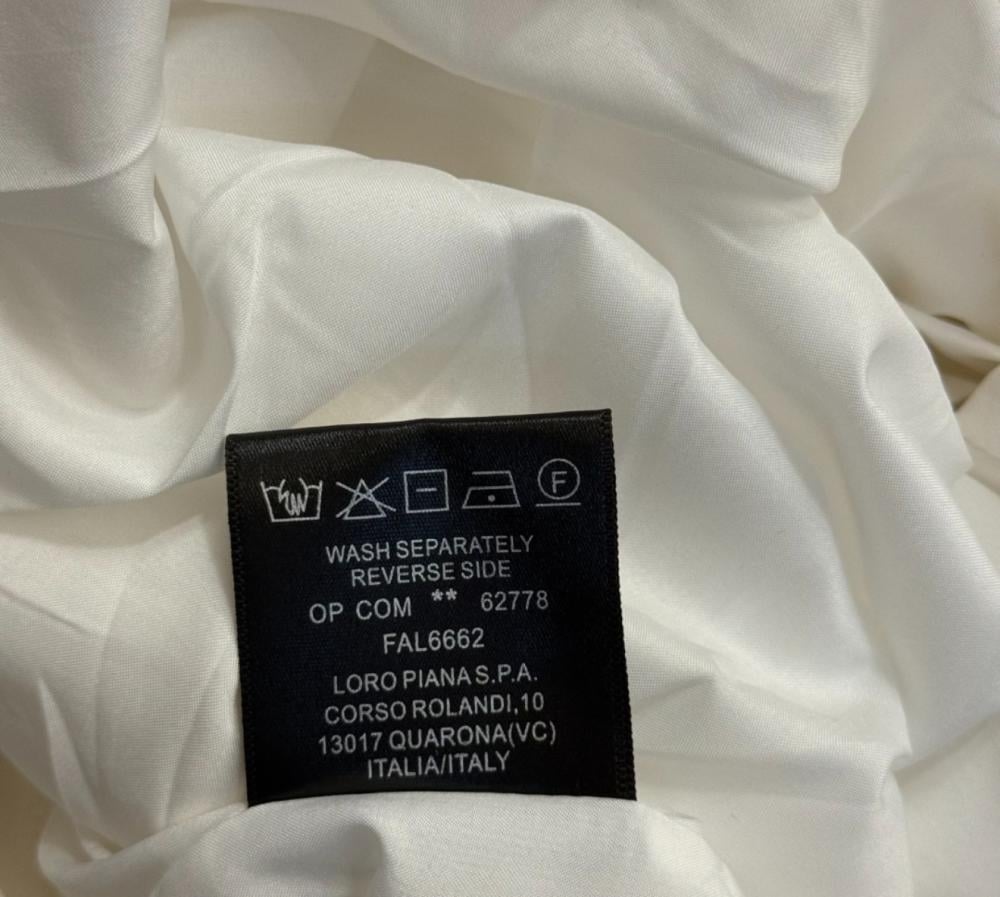 F
WASH SEPARATELY
REVERSE SIDE
OP COM ** 62778
FAL6662
LORO PIANA S.P.A.
CORSO ROLANDI,10
13017 QUARONA(VC)
ITALIA/ITALY